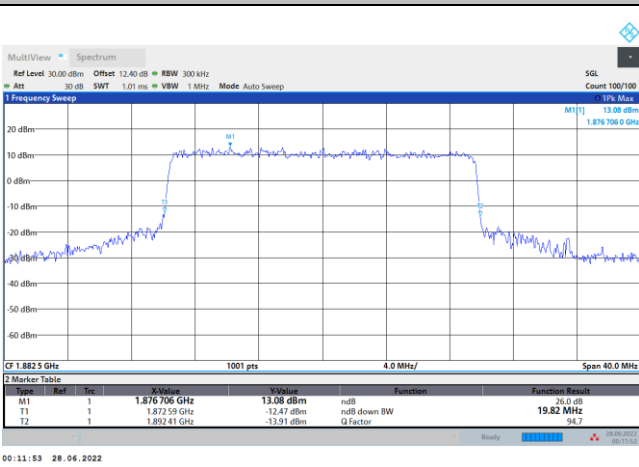 MultiView Spectrum
Ref Level 30.00 dBm Offset 12.40 dB RBW 300 kHz SGL
Att 30 dB SWT 1.01 ms VBW 1 MHz Mode Auto Sweep Count 100/100
1 Frequency Sweep 1Pk Max
M1[1] 13.08 dBm
1.876 706 0 GHz
20 dBm
M1
10 dBm
0 dBm
T1 T2
-10 dBm
-20 dBm
-30 dBm
-40 dBm
-50 dBm
-60 dBm
CF 1.882 5 GHz 1001 pts 4.0 MHz/ Span 40.0 MHz
2 Marker Table
Type Ref Trc X-Value Y-Value Function Function Result
M1 1 1.876 706 GHz 13.08 dBm ndB 26.0 dB
T1 1 1.872 59 GHz -12.47 dBm ndB down BW 19.82 MHz
T2 1 1.892 41 GHz -13.91 dBm Q Factor 94.7
Ready 28.06.2022
00:11:52
00:11:53 28.06.2022